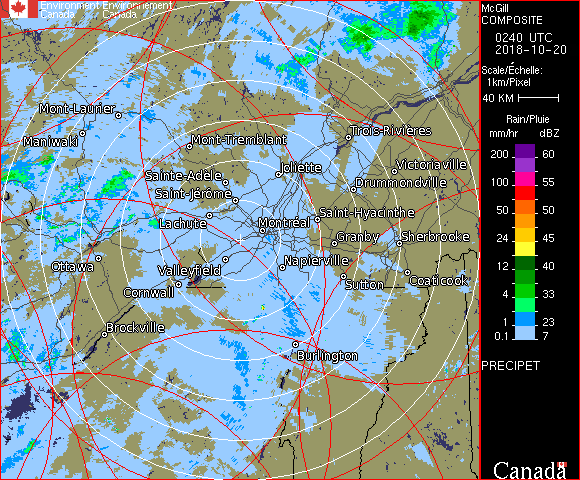 Environment Environnement
Canada Canada
McGill
COMPOSITE
0240 UTC
2018-10-20
Scale/Échelle:
1km/Pixel
40 KM
Rain/Pluie
mm/hr dBZ
200 60
100 55
50 50
24 45
12 40
4 33
1 23
0.1 7
PRECIPET
Canada
Mont-Laurier
Maniwaki
Mont-Tremblant
Trois-Rivières
Joliette
Victoriaville
Sainte-Adèle
Drummondville
Saint-Jérôme
Lachute
Montréal
Saint-Hyacinthe
Granby
Sherbrooke
Ottawa
Valleyfield
Napierville
Cornwall
Sutton
Coaticook
Brockville
Burlington